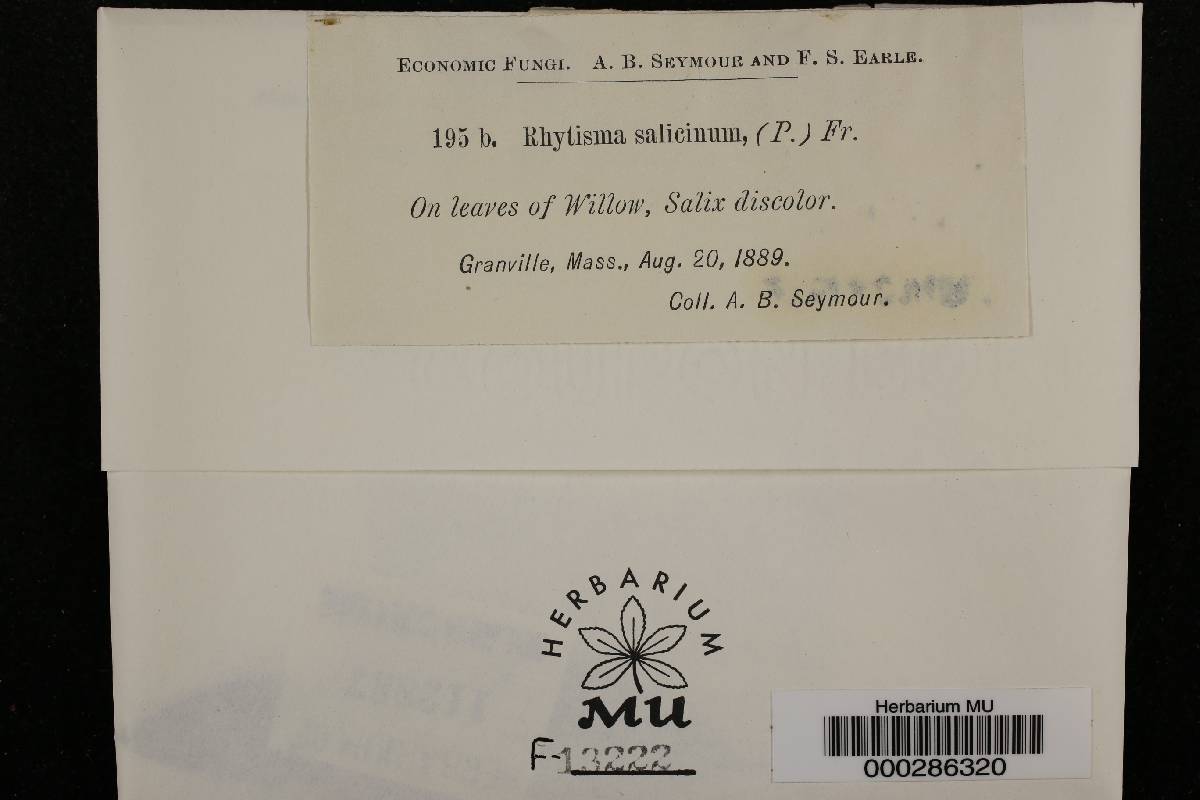 ECONOMIC FUNGI. A. B. SEYMOUR AND F. S. EARLE.
195 b. Rhytisma salicinum, (P.) Fr.
On leaves of Willow, Salix discolor.
Granville, Mass., Aug. 20, 1889.
Coll. A. B. Seymour.
HERBARIUM
MU
F-13222
Herbarium MU
000286320